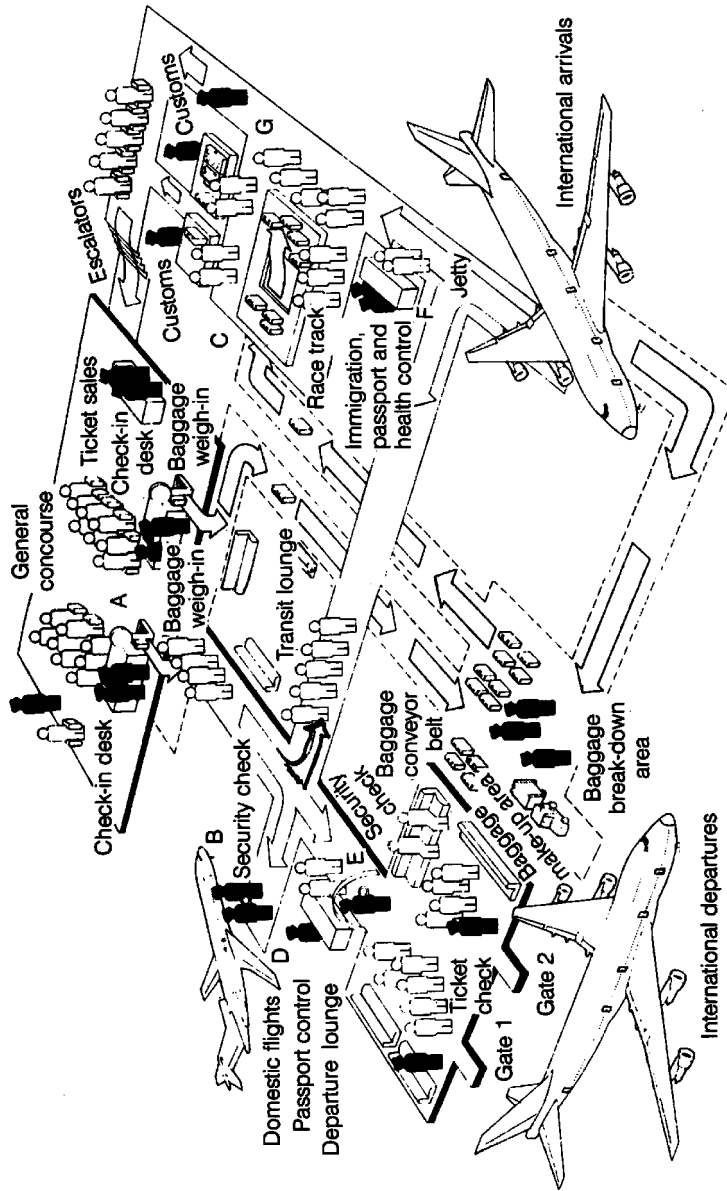 General
concourse
Check-in desk
A
Ticket sales
Check-in
desk
Baggage
weigh-in
Baggage
weigh-in
Escalators
Customs
Customs
C
G
B
Security check
Domestic flights
D
Passport control
Departure lounge
E
Security
check
Transit lounge
Race track
Immigration,
passport and
health control
F
Jetty
International arrivals
Baggage
conveyor
belt
Baggage
make-up area
Baggage
break-down
area
Ticket
check
Gate 1
Gate 2
International departures